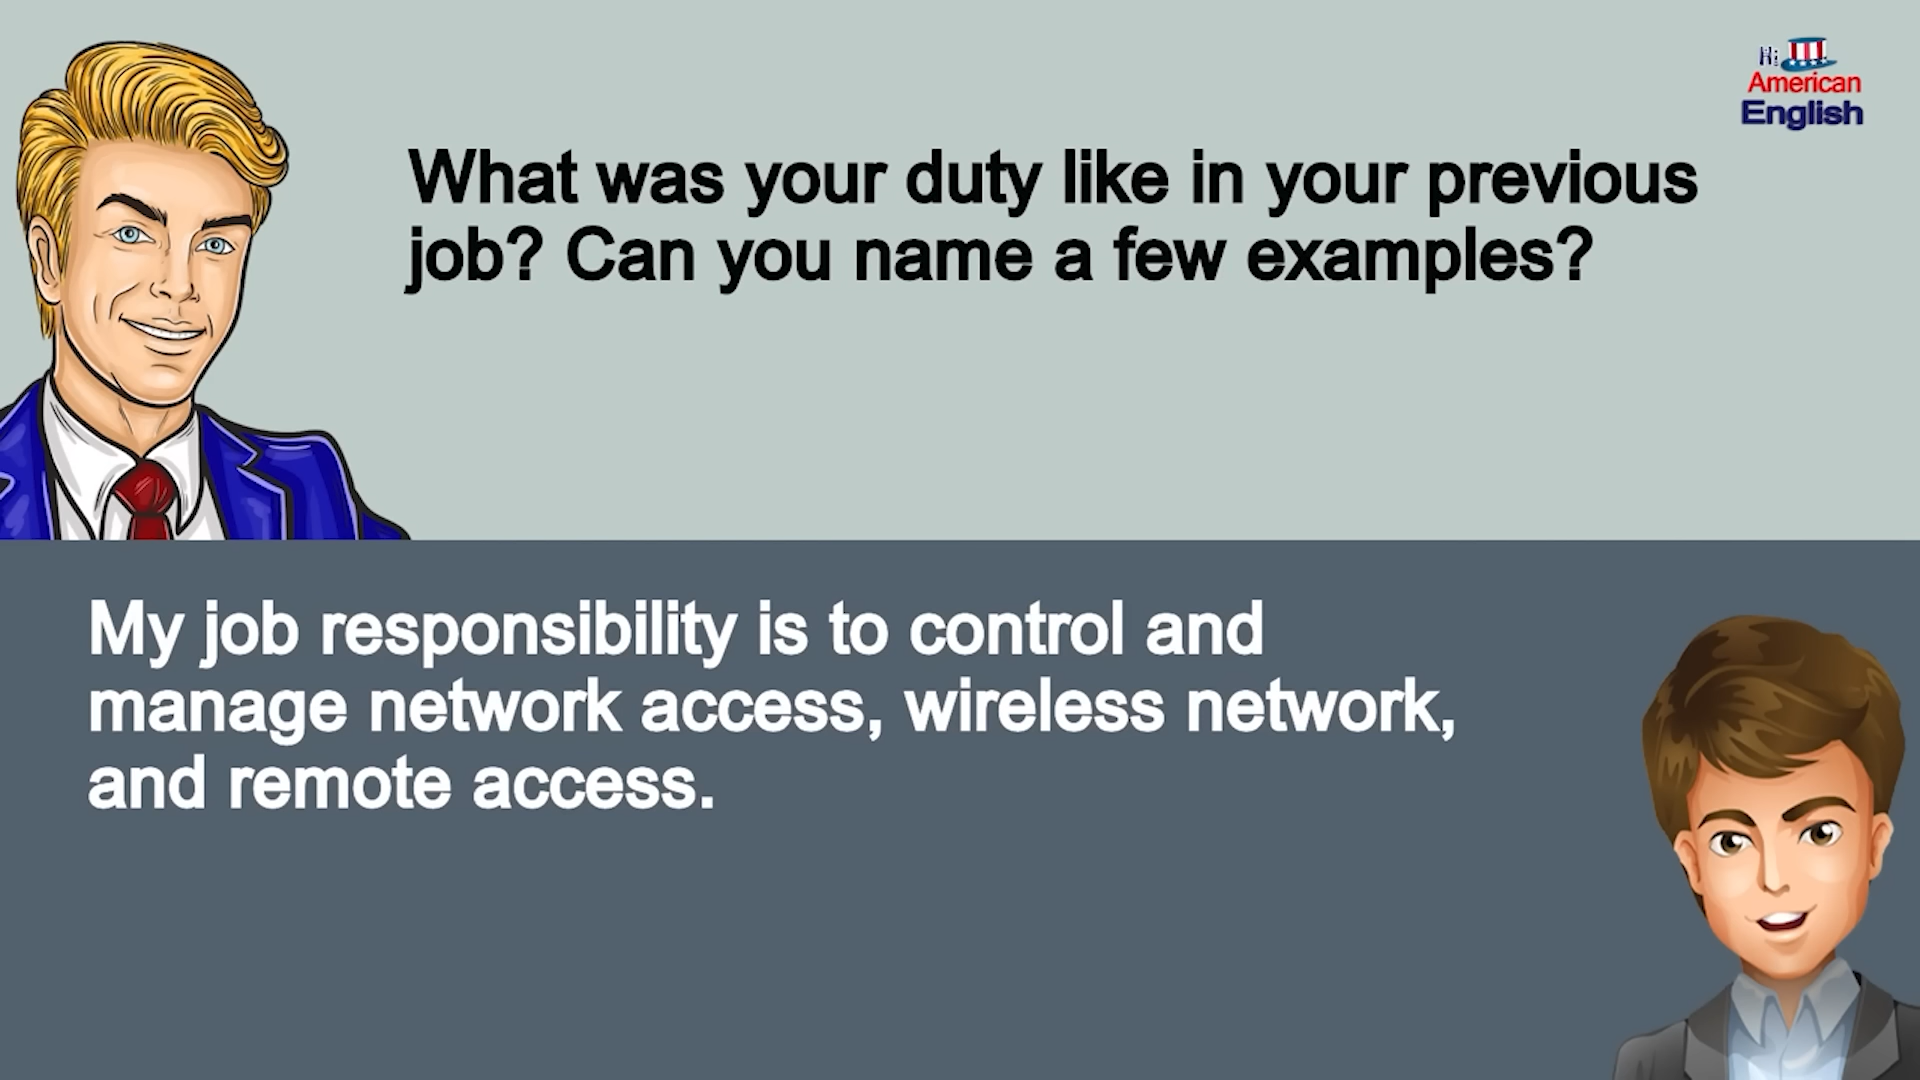 Hi
American
English
What was your duty like in your previous
job? Can you name a few examples?
My job responsibility is to control and
manage network access, wireless network,
and remote access.